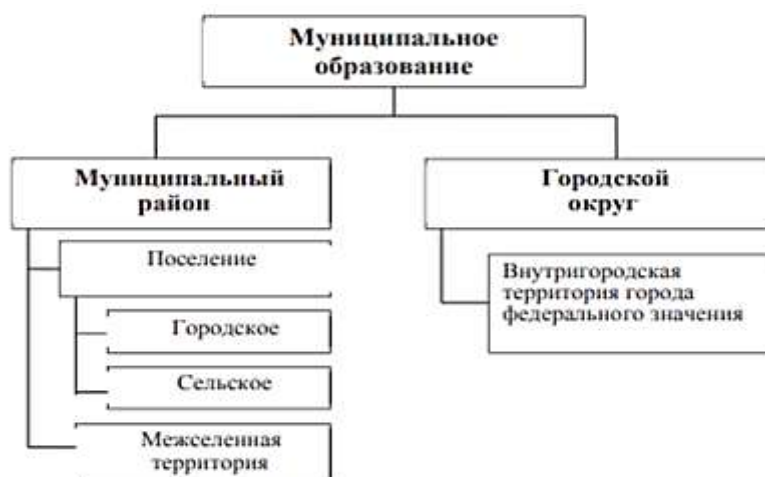 Муниципальное
образование
Муниципальный
район
Городской
округ
Поселение
Внутригородская
территория города
федерального значения
Городское
Сельское
Межселенная
территория